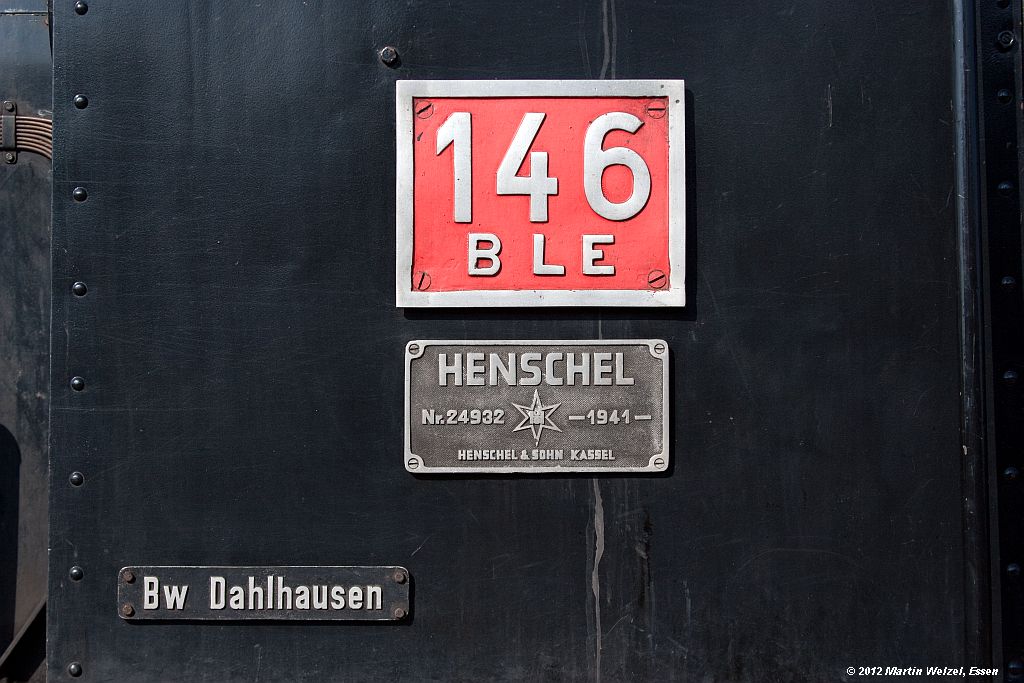 146
BLE
HENSCHEL
Nr. 24932 —1941—
HENSCHEL & SOHN KASSEL
Bw Dahlhausen
© 2012 Martin Welzel, Essen